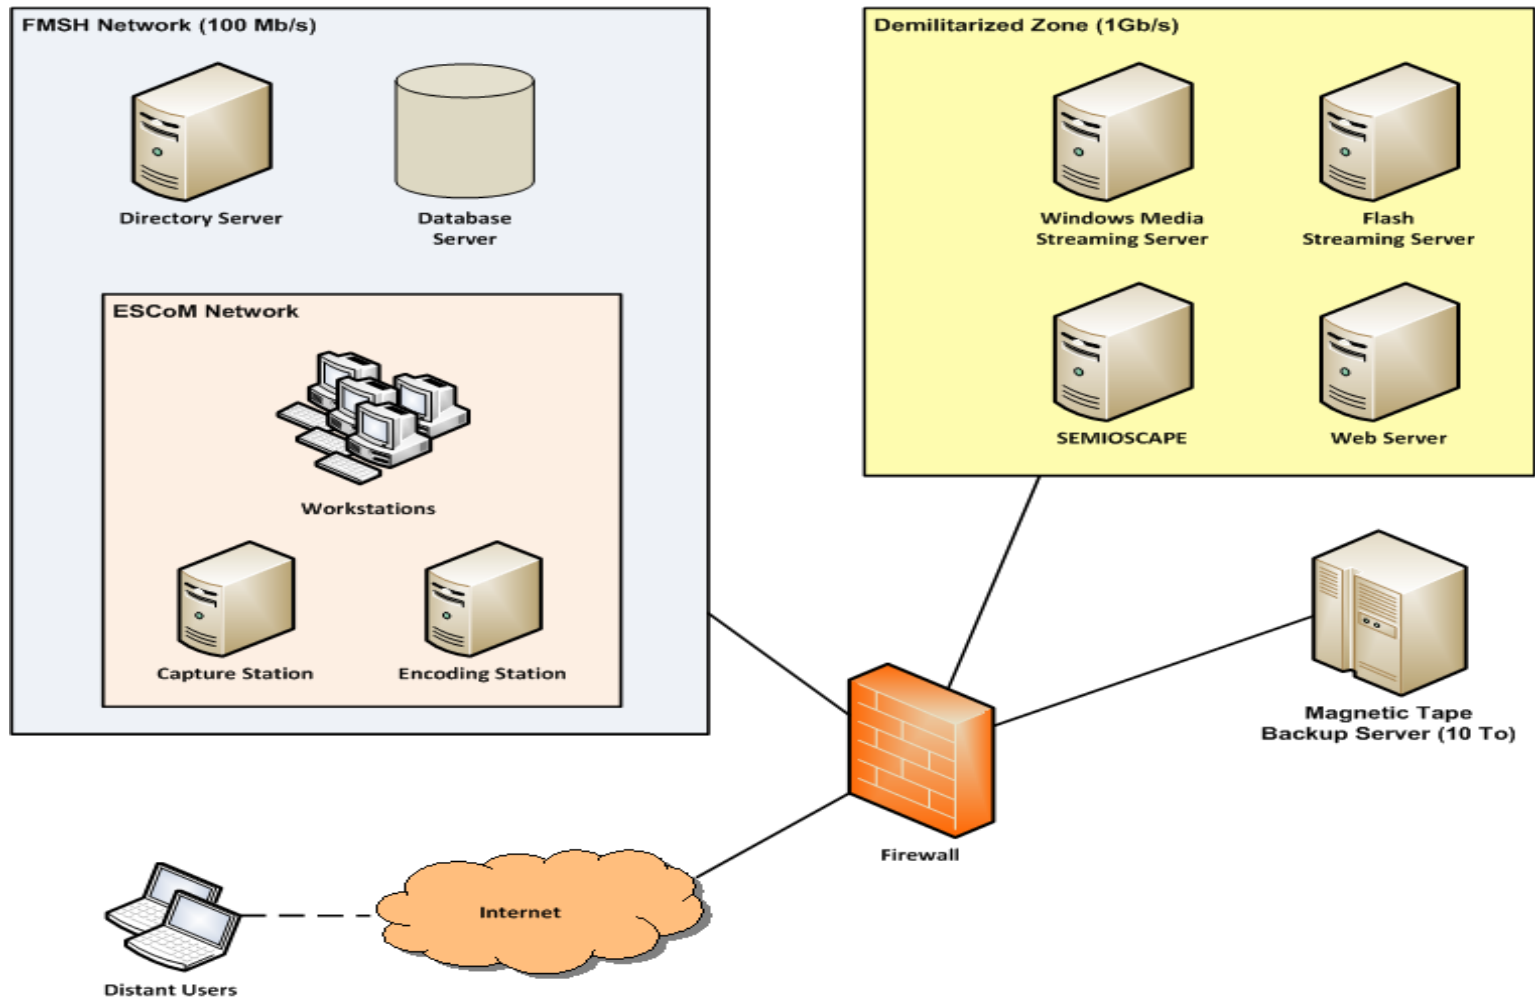 FMSH Network (100 Mb/s)
Directory Server
Database
Server
ESCoM Network
Workstations
Capture Station
Encoding Station
Demilitarized Zone (1Gb/s)
Windows Media
Streaming Server
Flash
Streaming Server
SEMIOSCAPE
Web Server
Magnetic Tape
Backup Server (10 To)
Firewall
Internet
Distant Users